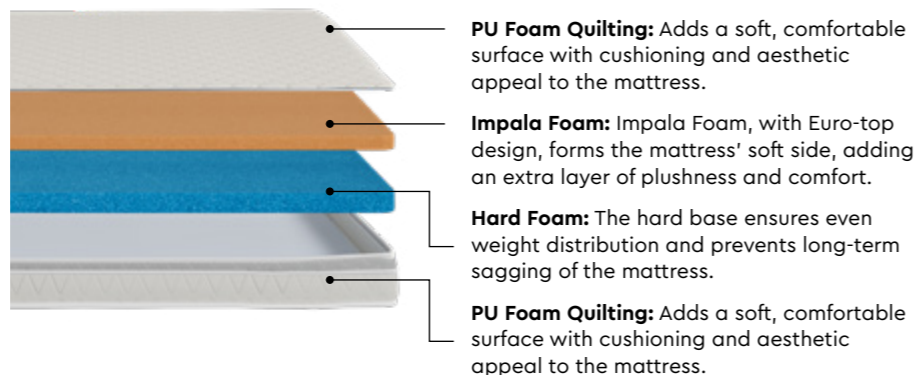 PU Foam Quilting: Adds a soft, comfortable
surface with cushioning and aesthetic
appeal to the mattress.
Impala Foam: Impala Foam, with Euro-top
design, forms the mattress' soft side, adding
an extra layer of plushness and comfort.
Hard Foam: The hard base ensures even
weight distribution and prevents long-term
sagging of the mattress.
PU Foam Quilting: Adds a soft, comfortable
surface with cushioning and aesthetic
appeal to the mattress.